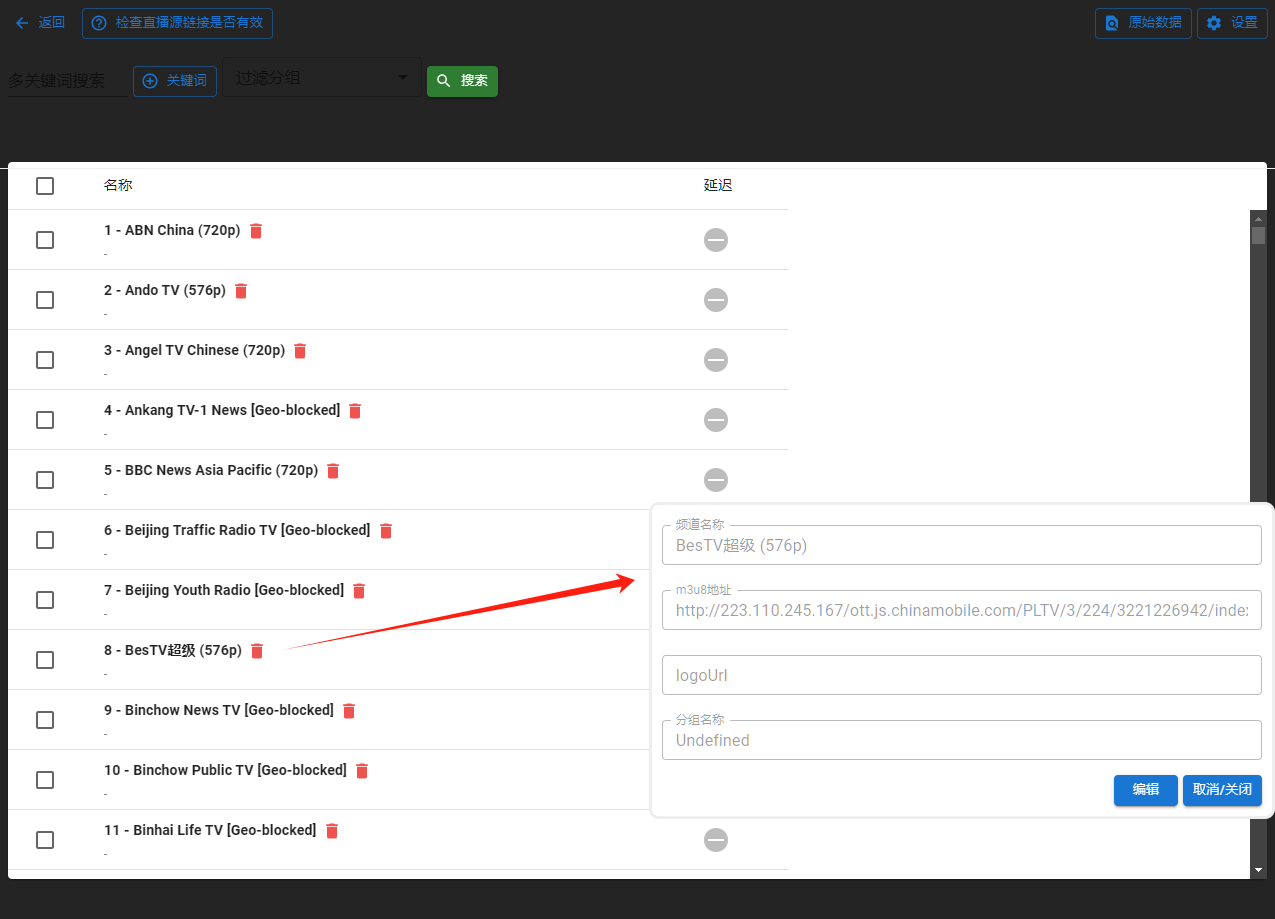 返回
检查直播源链接是否有效
原始数据
设置
多关键词搜索
关键词
过滤分组
搜索
名称
延迟
1 - ABN China (720p)
-
2 - Ando TV (576p)
-
3 - Angel TV Chinese (720p)
-
4 - Ankang TV-1 News [Geo-blocked]
-
5 - BBC News Asia Pacific (720p)
-
6 - Beijing Traffic Radio TV [Geo-blocked]
-
7 - Beijing Youth Radio [Geo-blocked]
-
8 - BesTV超级 (576p)
-
9 - Binchow News TV [Geo-blocked]
-
10 - Binchow Public TV [Geo-blocked]
-
11 - Binhai Life TV [Geo-blocked]
-
频道名称
BesTV超级 (576p)
m3u8地址
http://223.110.245.167/ott.js.chinamobile.com/PLTV/3/224/3221226942/index
logoUrl
分组名称
Undefined
编辑
取消/关闭